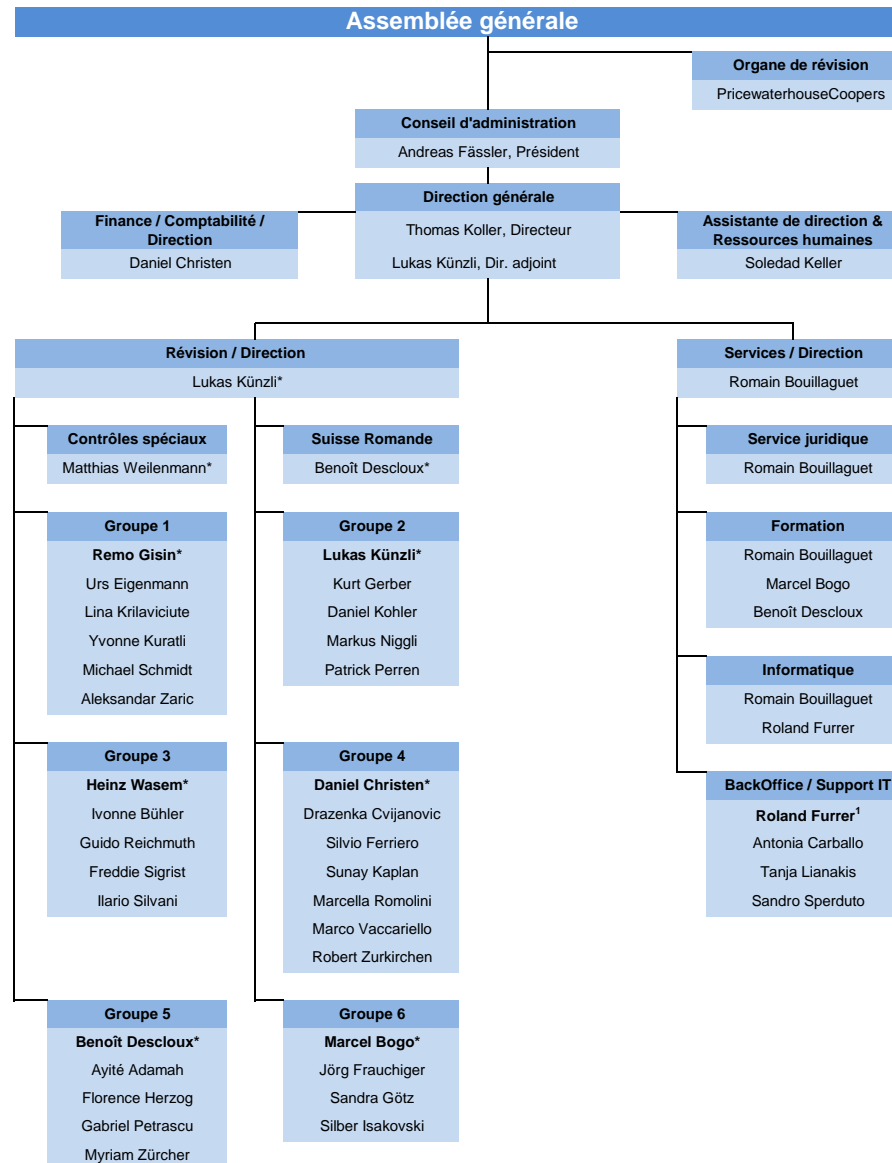 Assemblée générale
Organe de révision
PricewaterhouseCoopers
Conseil d'administration
Andreas Fässler, Président
Direction générale
Thomas Koller, Directeur
Lukas Künzli, Dir. adjoint
Finance / Comptabilité /
Direction
Daniel Christen
Assistante de direction &
Ressources humaines
Soledad Keller
Révision / Direction
Lukas Künzli*
Services / Direction
Romain Bouillaguet
Contrôles spéciaux
Matthias Weilenmann*
Suisse Romande
Benoît Descloux*
Service juridique
Romain Bouillaguet
Groupe 1
Remo Gisin*
Urs Eigenmann
Lina Krilaviciute
Yvonne Kuratli
Michael Schmidt
Aleksandar Zaric
Groupe 2
Lukas Künzli*
Kurt Gerber
Daniel Kohler
Markus Niggli
Patrick Perren
Formation
Romain Bouillaguet
Marcel Bogo
Benoît Descloux
Informatique
Romain Bouillaguet
Roland Furrer
Groupe 3
Heinz Wasem*
Ivonne Bühler
Guido Reichmuth
Freddie Sigrist
Ilario Silvani
Groupe 4
Daniel Christen*
Drazenka Cvijanovic
Silvio Ferriero
Sunay Kaplan
Marcella Romolini
Marco Vaccariello
Robert Zurkirchen
BackOffice / Support IT
Roland Furrer¹
Antonia Carballo
Tanja Lianakis
Sandro Sperduto
Groupe 5
Benoît Descloux*
Ayité Adamah
Florence Herzog
Gabriel Petrascu
Myriam Zürcher
Groupe 6
Marcel Bogo*
Jörg Frauchiger
Sandra Götz
Silber Isakovski